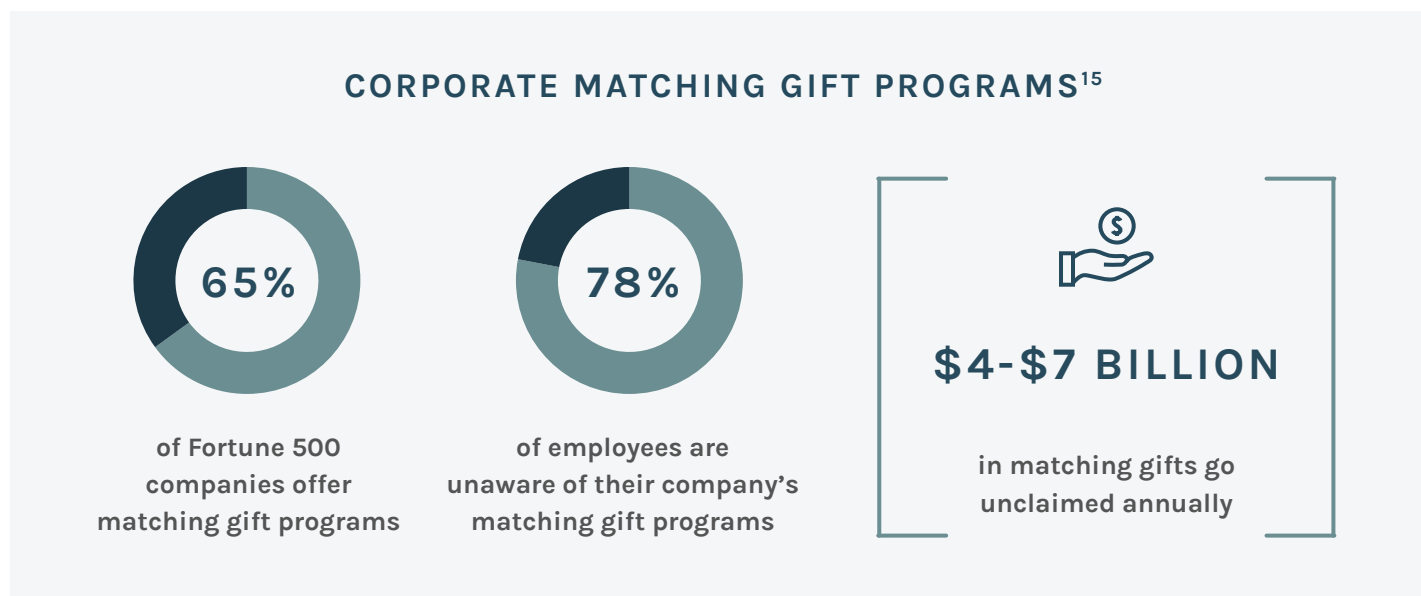 CORPORATE MATCHING GIFT PROGRAMS¹⁵
65%
of Fortune 500
companies offer
matching gift programs
78%
of employees are
unaware of their company’s
matching gift programs
$
$4-$7 BILLION
in matching gifts go
unclaimed annually